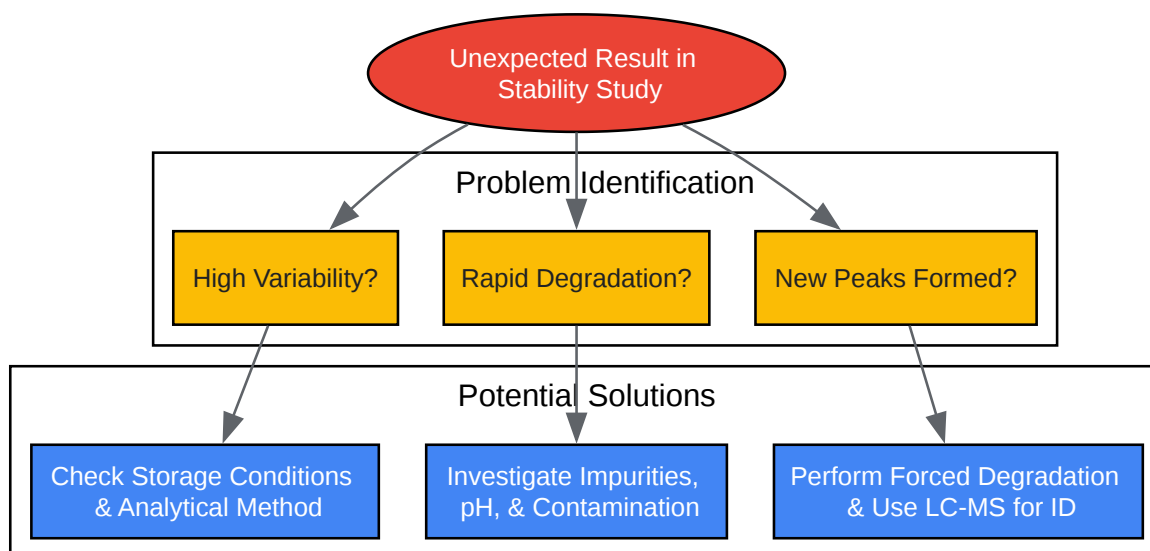 Unexpected Result in
Stability Study
Problem Identification
High Variability?
Rapid Degradation?
New Peaks Formed?
Potential Solutions
Check Storage Conditions
& Analytical Method
Investigate Impurities,
pH, & Contamination
Perform Forced Degradation
& Use LC-MS for ID